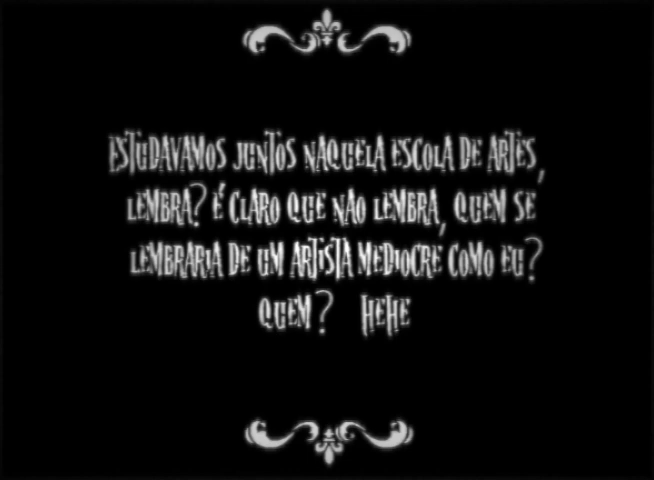 ESTUDAVAMOS JUNTOS NAQUELA ESCOLA DE ARTES,
LEMBRA? É CLARO QUE NÃO LEMBRA, QUEM SE
LEMBRARIA DE UM ARTISTA MEDIOCRE COMO EU?
QUEM? HEHE